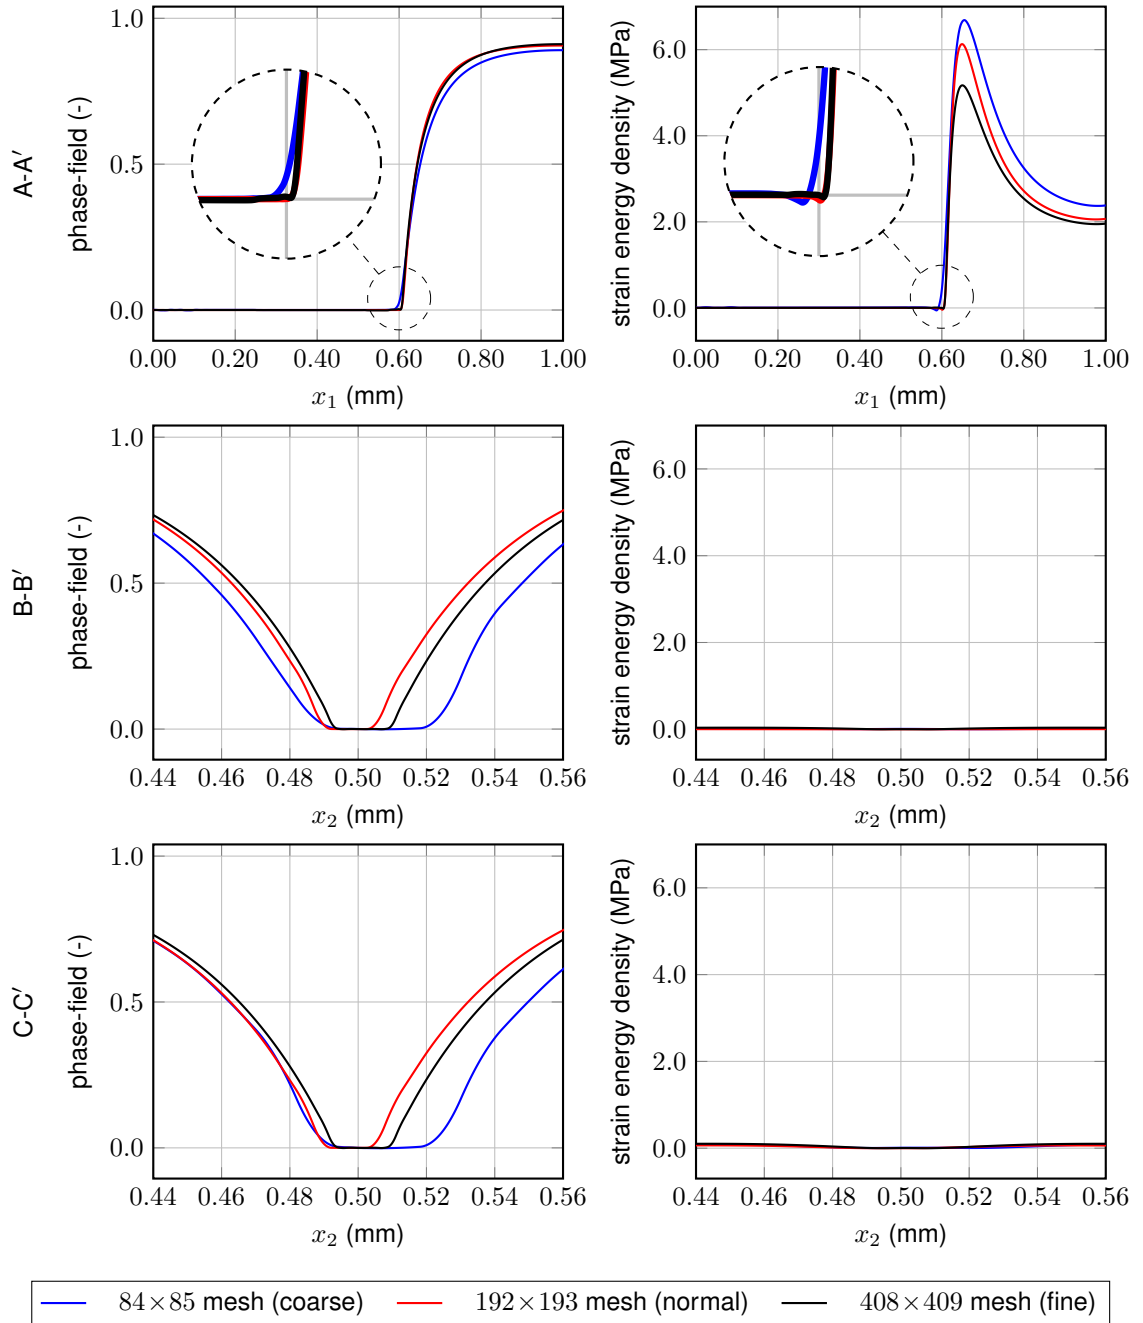 A-A′
phase-field (-)
1.0
0.5
0.0
0.00 0.20 0.40 0.60 0.80 1.00
x₁ (mm)
strain energy density (MPa)
6.0
4.0
2.0
0.0
0.00 0.20 0.40 0.60 0.80 1.00
x₁ (mm)
B-B′
phase-field (-)
1.0
0.5
0.0
0.44 0.46 0.48 0.50 0.52 0.54 0.56
x₂ (mm)
strain energy density (MPa)
6.0
4.0
2.0
0.0
0.44 0.46 0.48 0.50 0.52 0.54 0.56
x₂ (mm)
C-C′
phase-field (-)
1.0
0.5
0.0
0.44 0.46 0.48 0.50 0.52 0.54 0.56
x₂ (mm)
strain energy density (MPa)
6.0
4.0
2.0
0.0
0.44 0.46 0.48 0.50 0.52 0.54 0.56
x₂ (mm)
84×85 mesh (coarse) 192×193 mesh (normal) 408×409 mesh (fine)